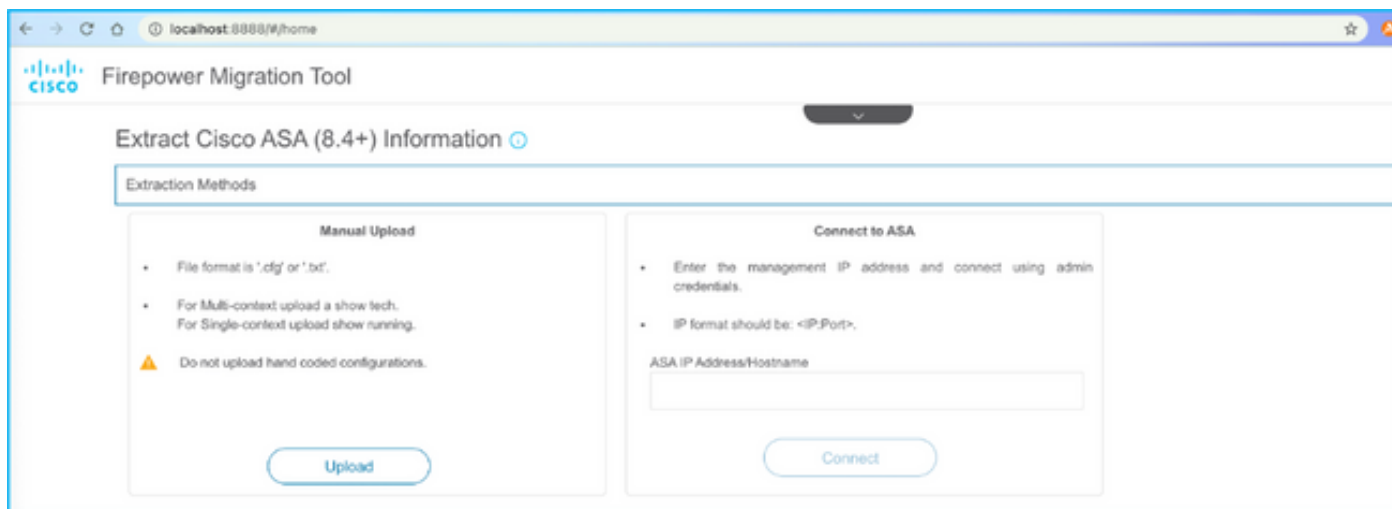 localhost:8888/#/home
CISCO
Firepower Migration Tool
Extract Cisco ASA (8.4+) Information
Extraction Methods
Manual Upload
File format is '.cfg' or '.txt'.
For Multi-context upload a show tech.
For Single-context upload show running.
Do not upload hand coded configurations.
Upload
Connect to ASA
Enter the management IP address and connect using admin
credentials.
IP format should be: <IP:Port>.
ASA IP Address/Hostname
Connect